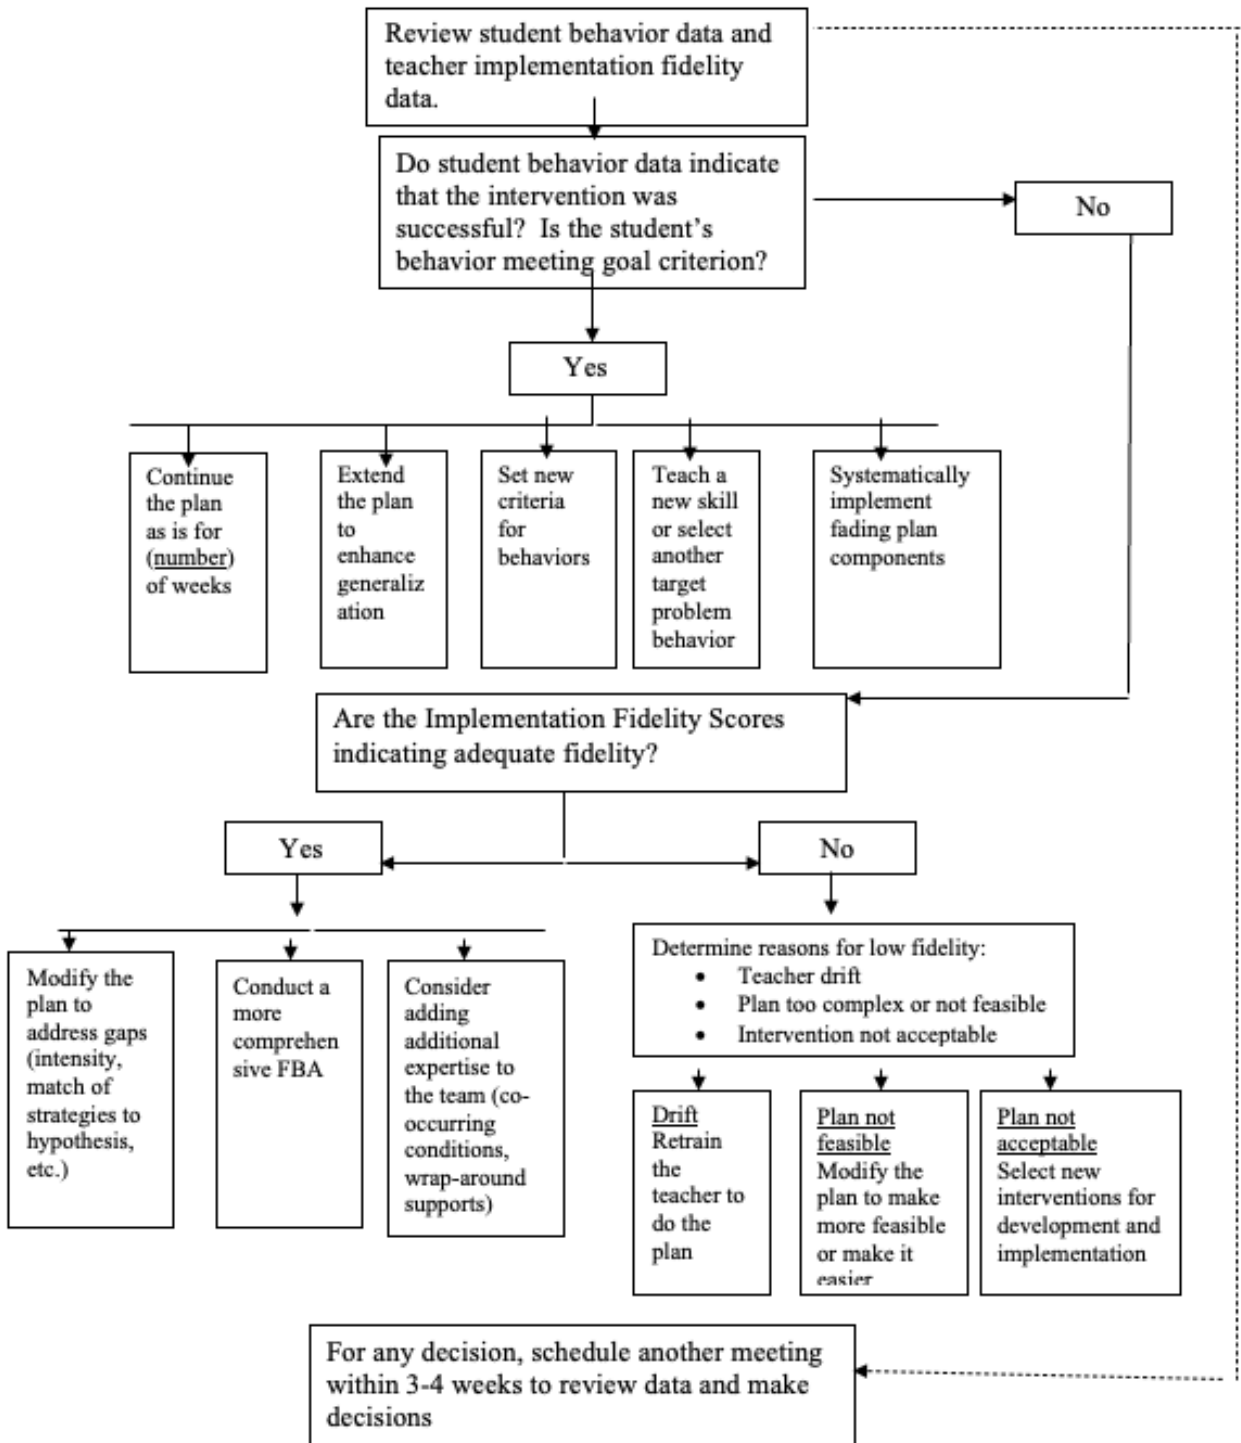 Review student behavior data and
teacher implementation fidelity
data.
Do student behavior data indicate
that the intervention was
successful?  Is the student’s
behavior meeting goal criterion?
No
Yes
Continue
the plan
as is for
(number)
of weeks
Extend
the plan
to
enhance
generaliz
ation
Set new
criteria
for
behaviors
Teach a
new skill
or select
another
target
problem
behavior
Systematically
implement
fading plan
components
Are the Implementation Fidelity Scores
indicating adequate fidelity?
Yes
No
Modify the
plan to
address gaps
(intensity,
match of
strategies to
hypothesis,
etc.)
Conduct a
more
comprehen
sive FBA
Consider
adding
additional
expertise to
the team (co-
occurring
conditions,
wrap-around
supports)
Determine reasons for low fidelity:
• Teacher drift
• Plan too complex or not feasible
• Intervention not acceptable
Drift
Retrain
the
teacher to
do the
plan
Plan not
feasible
Modify the
plan to make
more feasible
or make it
easier
Plan not
acceptable
Select new
interventions for
development and
implementation
For any decision, schedule another meeting
within 3-4 weeks to review data and make
decisions